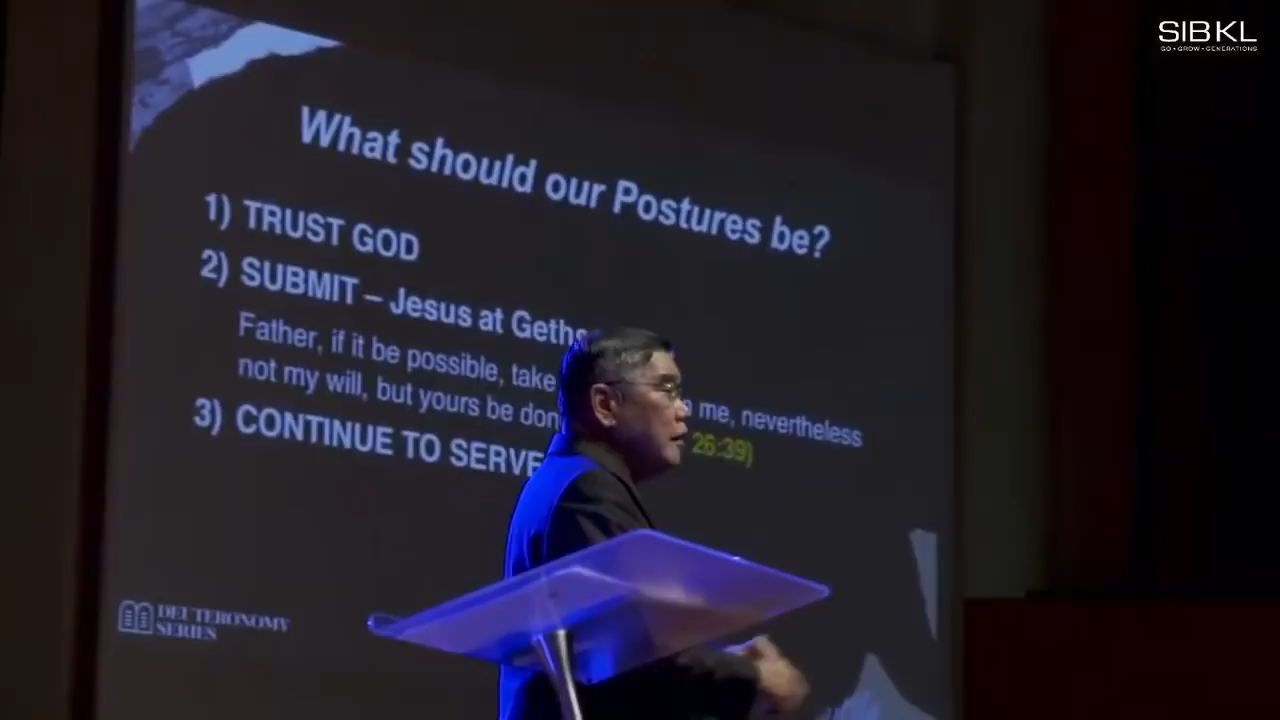 SIBKL
GO • GROW • GENERATIONS
What should our Postures be?
1) TRUST GOD
2) SUBMIT – Jesus at Geths
Father, if it be possible, take me, nevertheless
not my will, but yours be don 26:39)
3) CONTINUE TO SERVE
DEUTERONOMY
SERIES